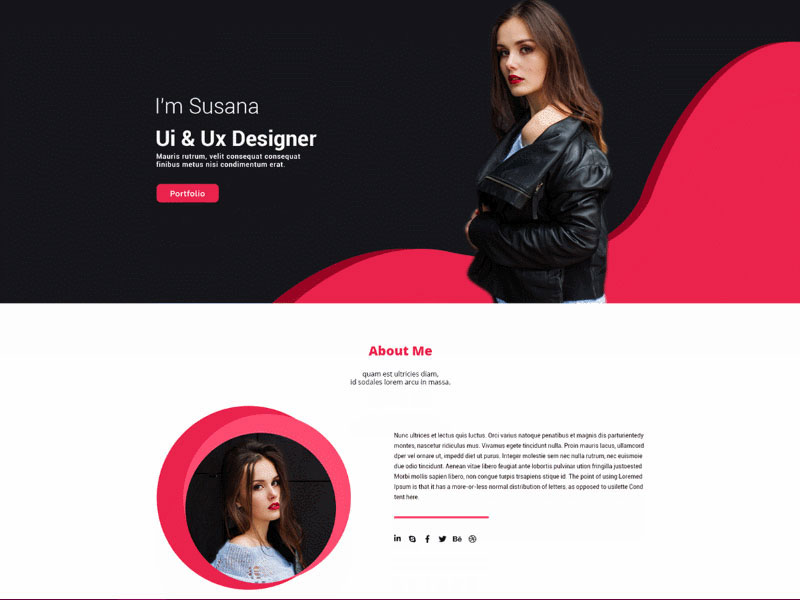 I'm Susana
Ui & Ux Designer
Mauris rutrum, velit consequat consequat
finibus metus nisi condimentum erat.
Portfolio
About Me
quam est ultricies diam,
id sodales lorem arcu in massa.
Nunc ultrices et lectus quis luctus. Orci varius natoque penatibus et magnis dis parturientedy
montes, nascetur ridiculus mus. Vivamus egete tincidunt nulla. Proin mauris lacus, ullamcord
dper vel ornare ut, impedd diet ut purus. Integer molestie sem nec nulla rutrum, nec euismoie
due odio tincidunt. Aenean vitae libero feugiat ante lobortis pulvinar ution fringilla justoested
Morbi mollis sapien libero, non congue turpis trsapiens stique id. The point of using Loremed
Ipsum is that it has a more-or-less normal distribution of letters, as opposed to usilette Cond
tent here.
in
Bē